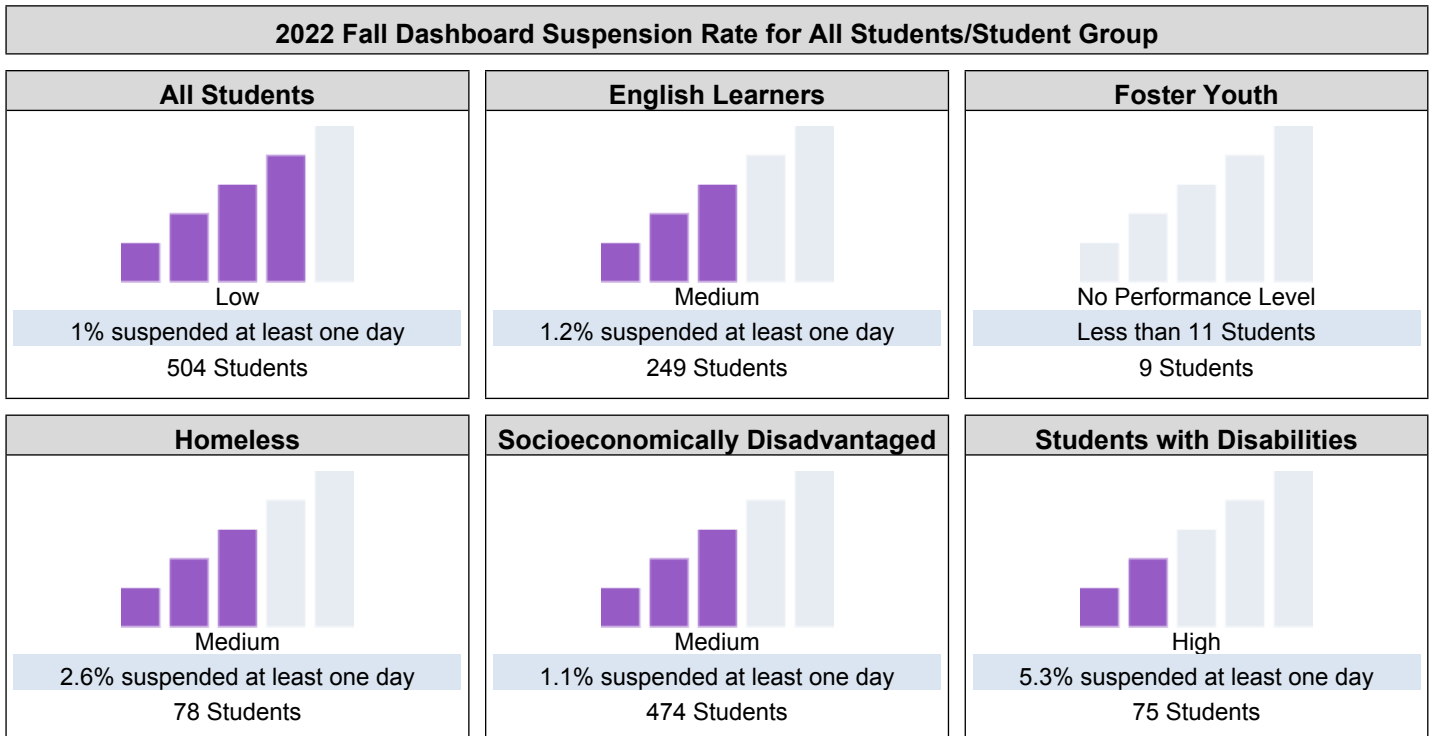 2022 Fall Dashboard Suspension Rate for All Students/Student Group
All Students
Low
1% suspended at least one day
504 Students
English Learners
Medium
1.2% suspended at least one day
249 Students
Foster Youth
No Performance Level
Less than 11 Students
9 Students
Homeless
Medium
2.6% suspended at least one day
78 Students
Socioeconomically Disadvantaged
Medium
1.1% suspended at least one day
474 Students
Students with Disabilities
High
5.3% suspended at least one day
75 Students